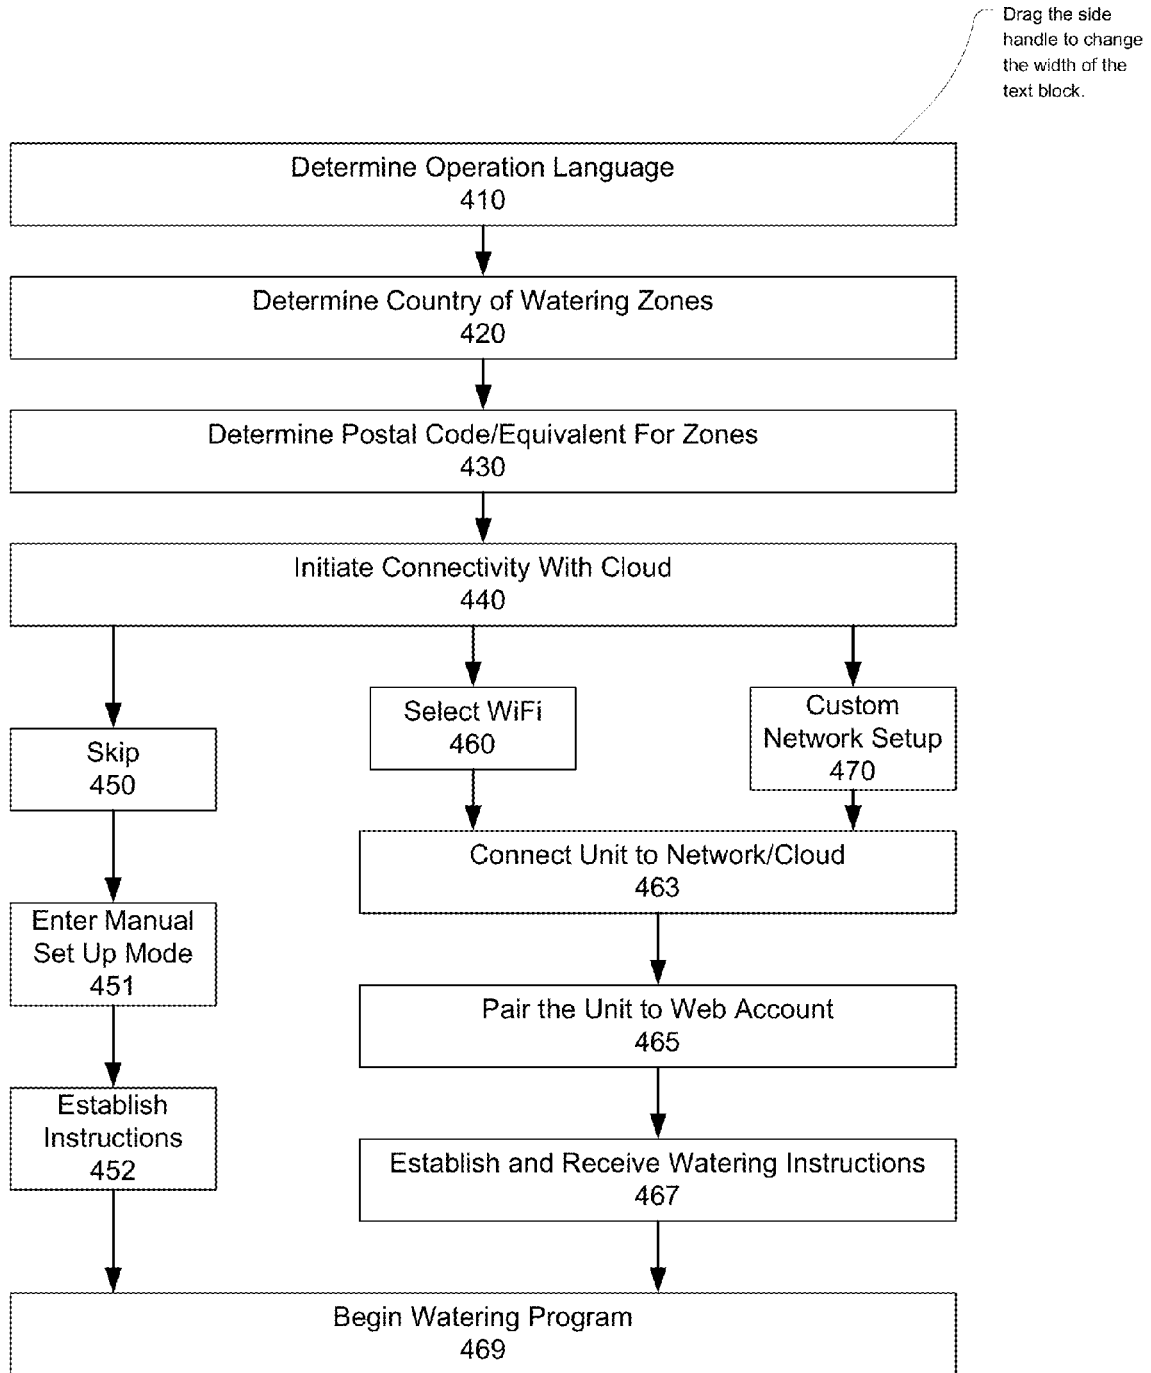 Drag the side
handle to change
the width of the
text block.
Determine Operation Language
410
Determine Country of Watering Zones
420
Determine Postal Code/Equivalent For Zones
430
Initiate Connectivity With Cloud
440
Skip
450
Select WiFi
460
Custom
Network Setup
470
Connect Unit to Network/Cloud
463
Enter Manual
Set Up Mode
451
Pair the Unit to Web Account
465
Establish
Instructions
452
Establish and Receive Watering Instructions
467
Begin Watering Program
469